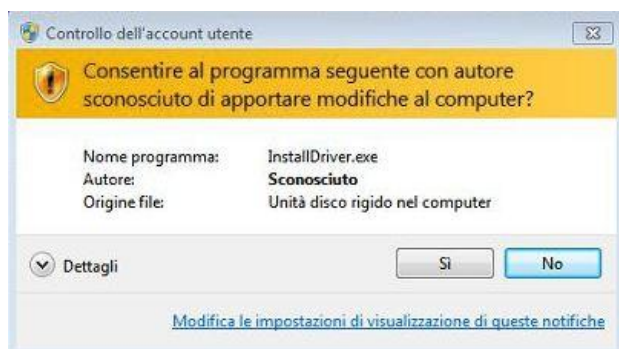 Controllo dell'account utente
Consentire al programma seguente con autore
sconosciuto di apportare modifiche al computer?
Nome programma: InstallDriver.exe
Autore: Sconosciuto
Origine file: Unità disco rigido nel computer
Dettagli Sì No
Modifica le impostazioni di visualizzazione di queste notifiche